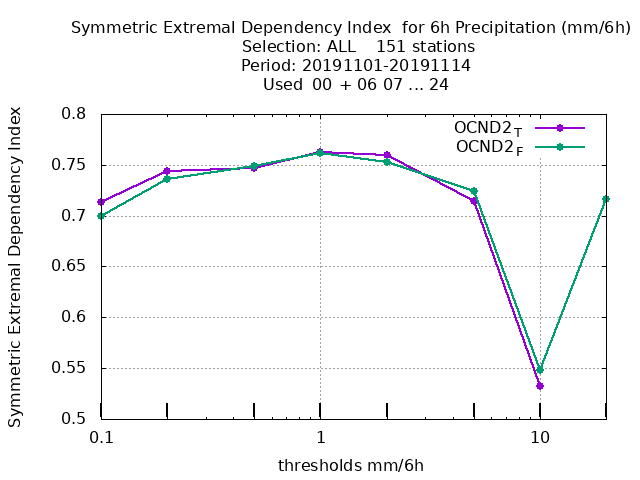 Symmetric Extremal Dependency Index  for 6h Precipitation (mm/6h)
Selection: ALL    151 stations
Period: 20191101-20191114
Used  00 + 06 07 ... 24
Symmetric Extremal Dependency Index
0.8
0.75
0.7
0.65
0.6
0.55
0.5
OCND2T
OCND2F
0.1
1
10
thresholds mm/6h